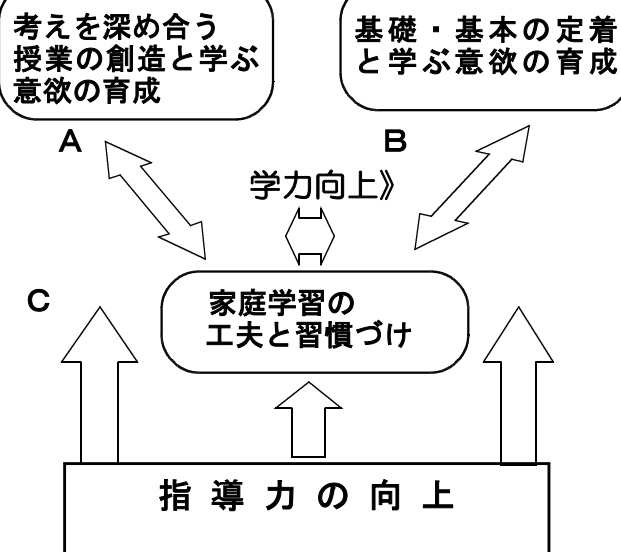 考えを深め合う
授業の創造と学ぶ
意欲の育成
基礎・基本の定着
と学ぶ意欲の育成
A
B
学力向上》
C
家庭学習の
工夫と習慣づけ
指導力の向上